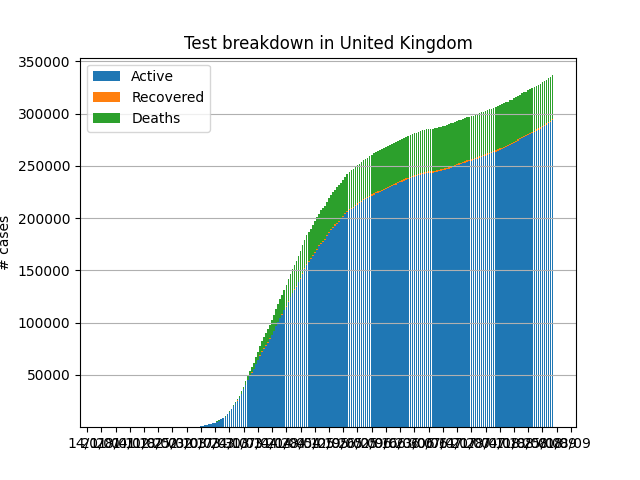 Test breakdown in United Kingdom
350000
Active
Recovered
Deaths
300000
250000
200000
150000
100000
50000
# cases